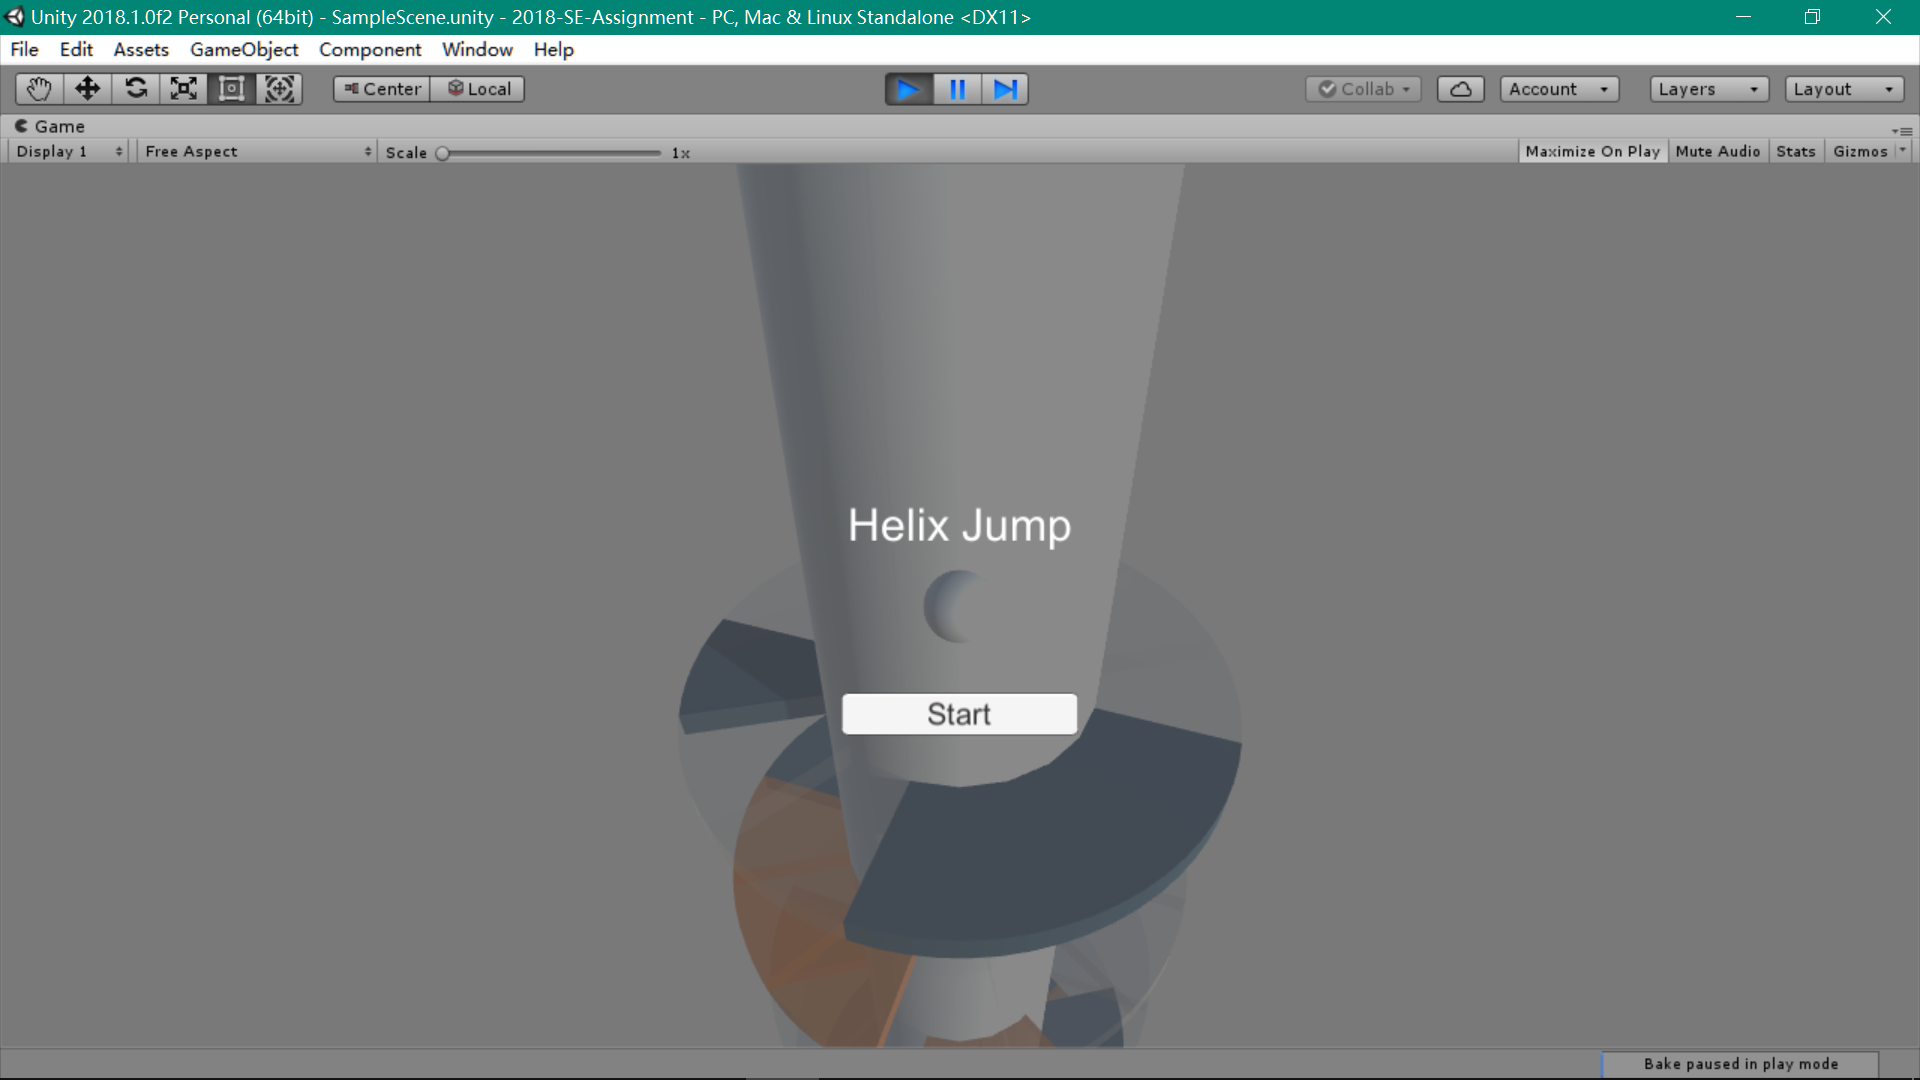 Unity 2018.1.0f2 Personal (64bit) - SampleScene.unity - 2018-SE-Assignment - PC, Mac & Linux Standalone <DX11>
File Edit Assets GameObject Component Window Help
Center Local Collab Account Layers Layout
Game
Display 1 Free Aspect Scale 1x Maximize On Play Mute Audio Stats Gizmos
Helix Jump
Start
Bake paused in play mode